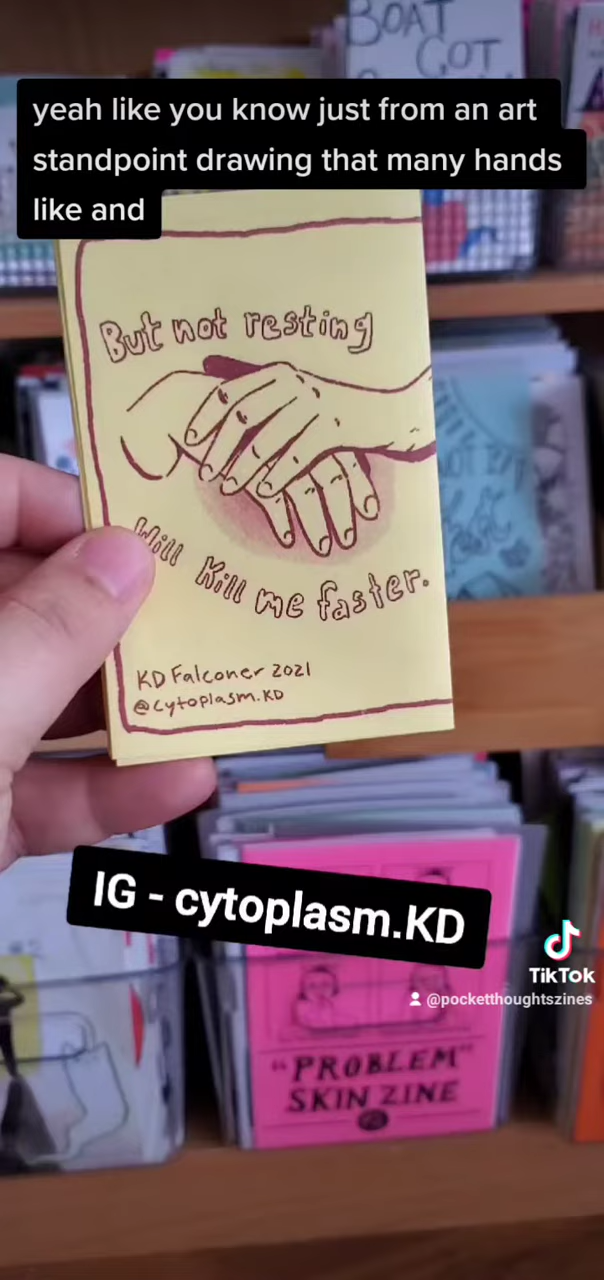 BOAT
GOT
yeah like you know just from an art
standpoint drawing that many hands
like and
But not resting
Will Kill me faster.
KD Falconer 2021
@cytoplasm.KD
IG - cytoplasm.KD
TikTok
@pocketthoughtszines
"PROBLEM"
SKIN ZINE